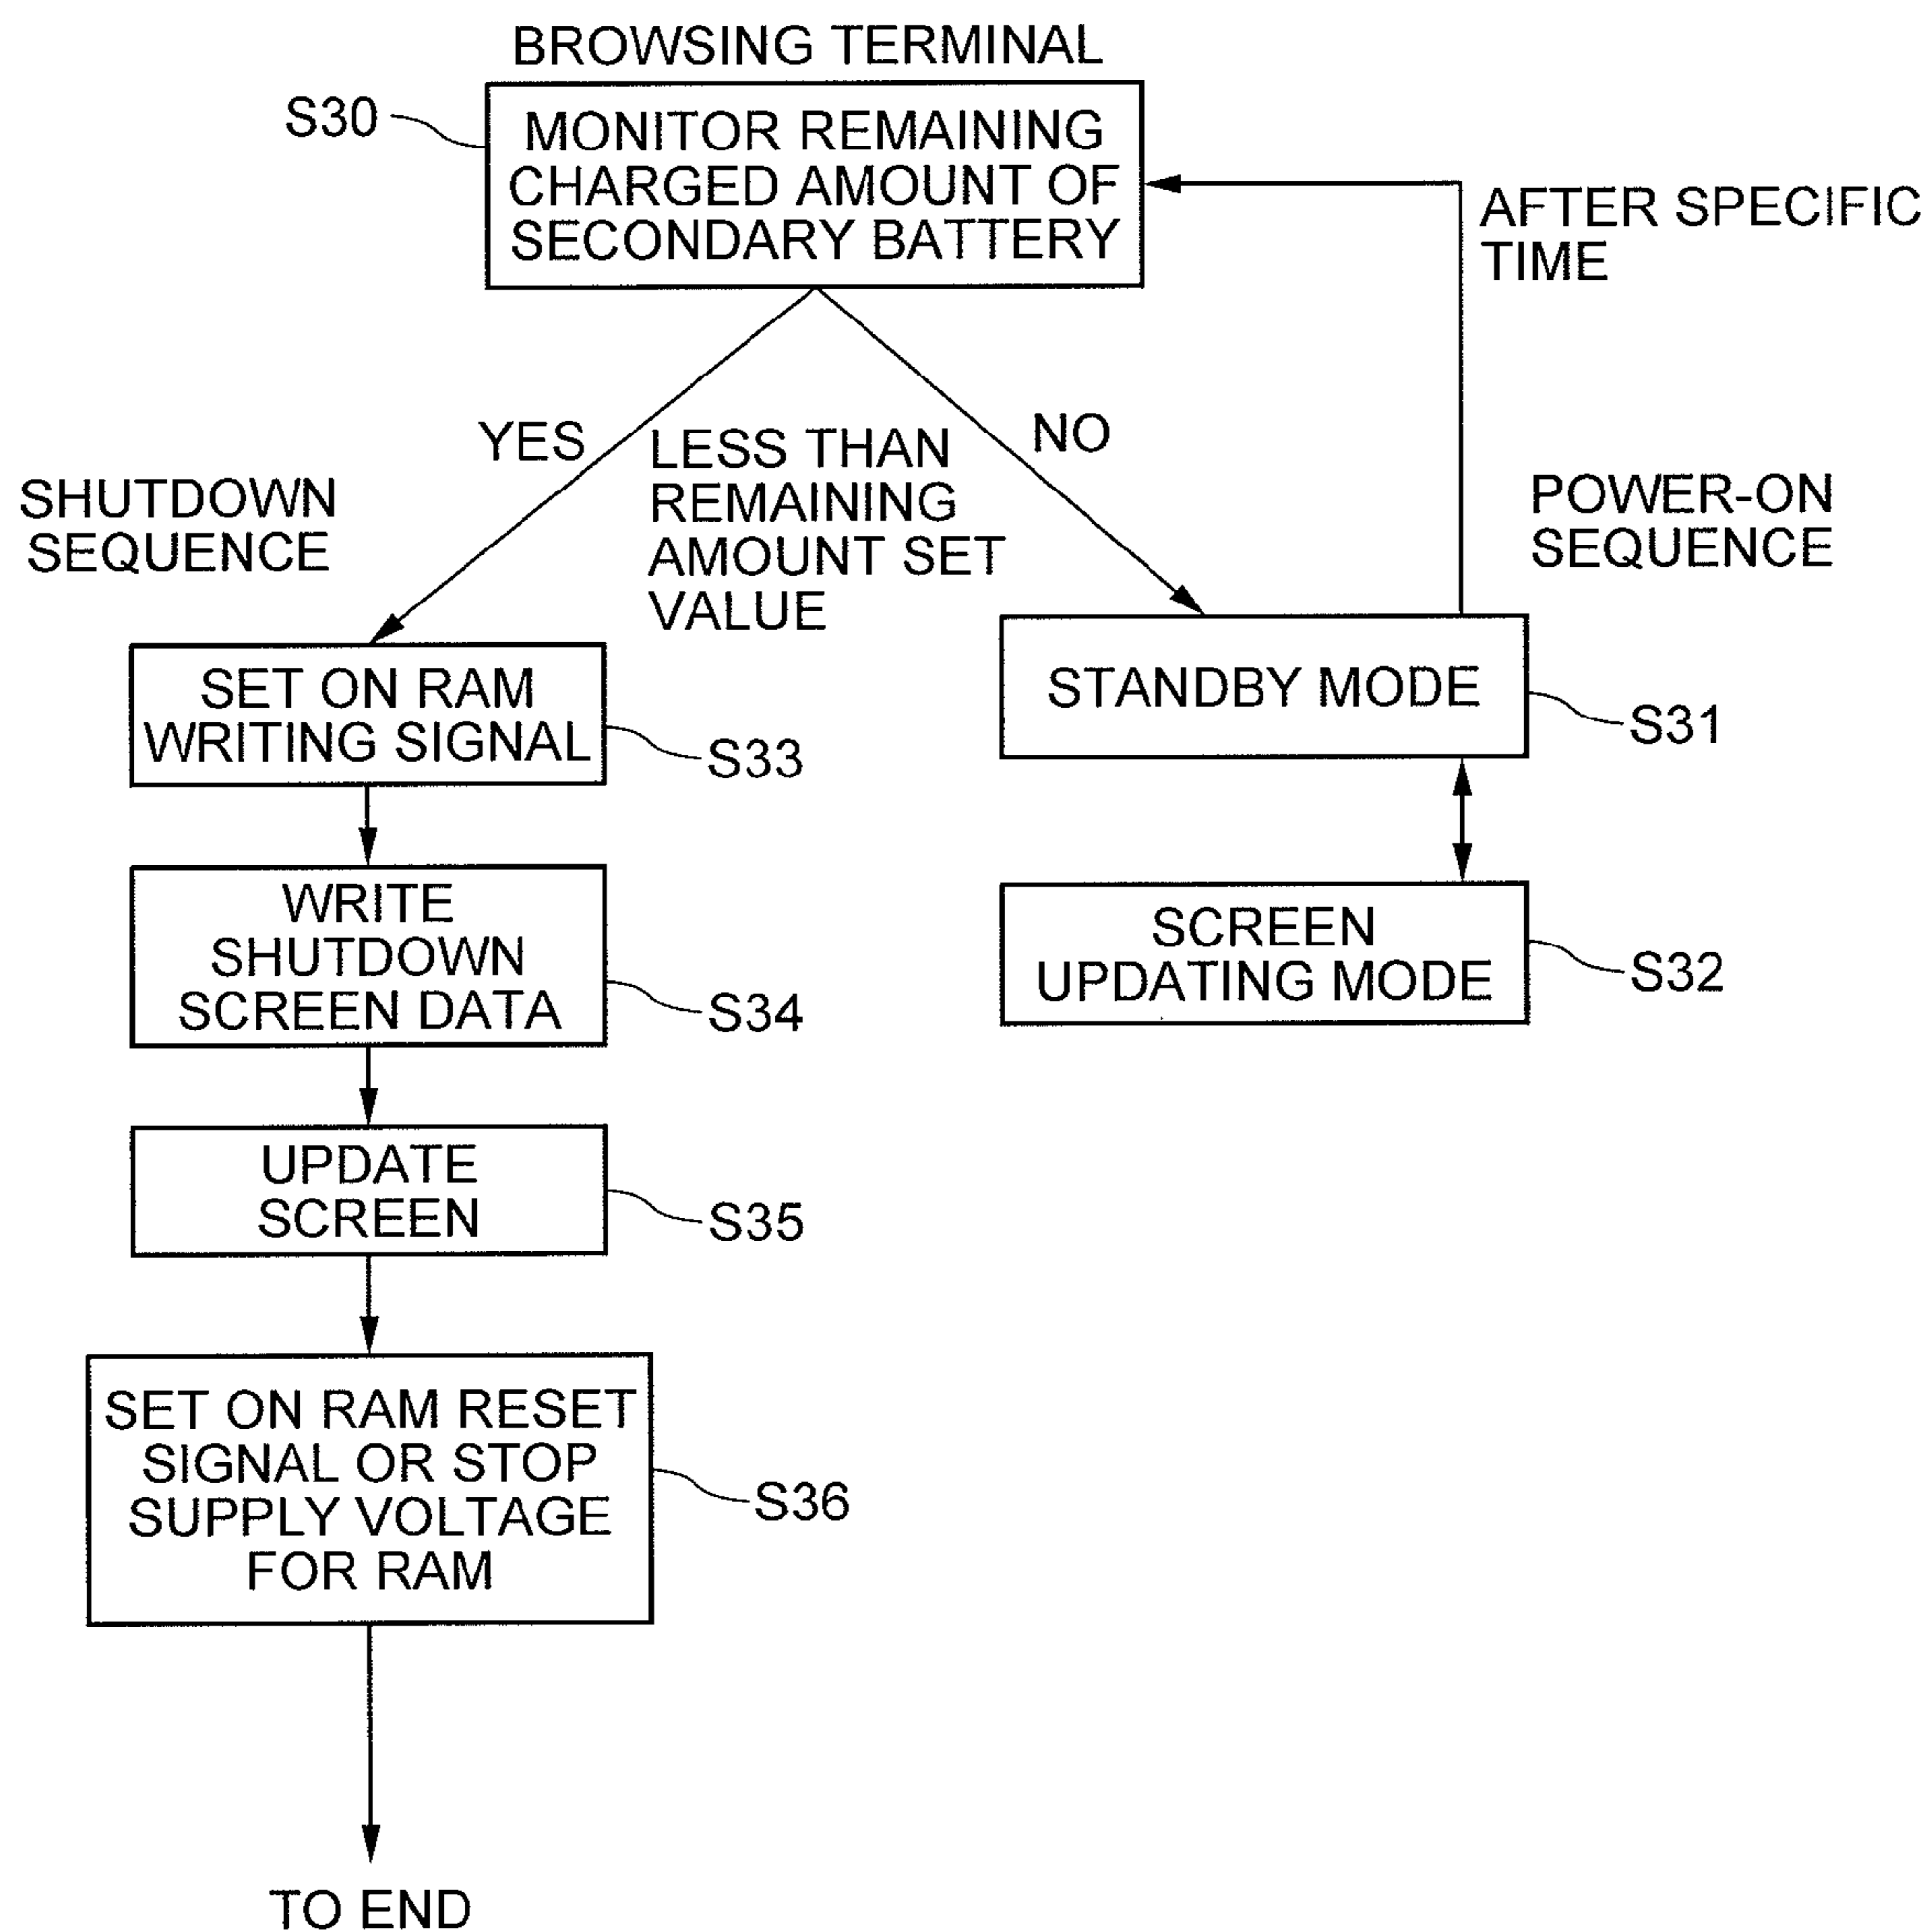 BROWSING TERMINAL
S30
MONITOR REMAINING
CHARGED AMOUNT OF
SECONDARY BATTERY
AFTER SPECIFIC
TIME
YES
LESS THAN
REMAINING
AMOUNT SET
VALUE
NO
SHUTDOWN
SEQUENCE
POWER-ON
SEQUENCE
SET ON RAM
WRITING SIGNAL
S33
STANDBY MODE
S31
WRITE
SHUTDOWN
SCREEN DATA
S34
SCREEN
UPDATING MODE
S32
UPDATE
SCREEN
S35
SET ON RAM RESET
SIGNAL OR STOP
SUPPLY VOLTAGE
FOR RAM
S36
TO END